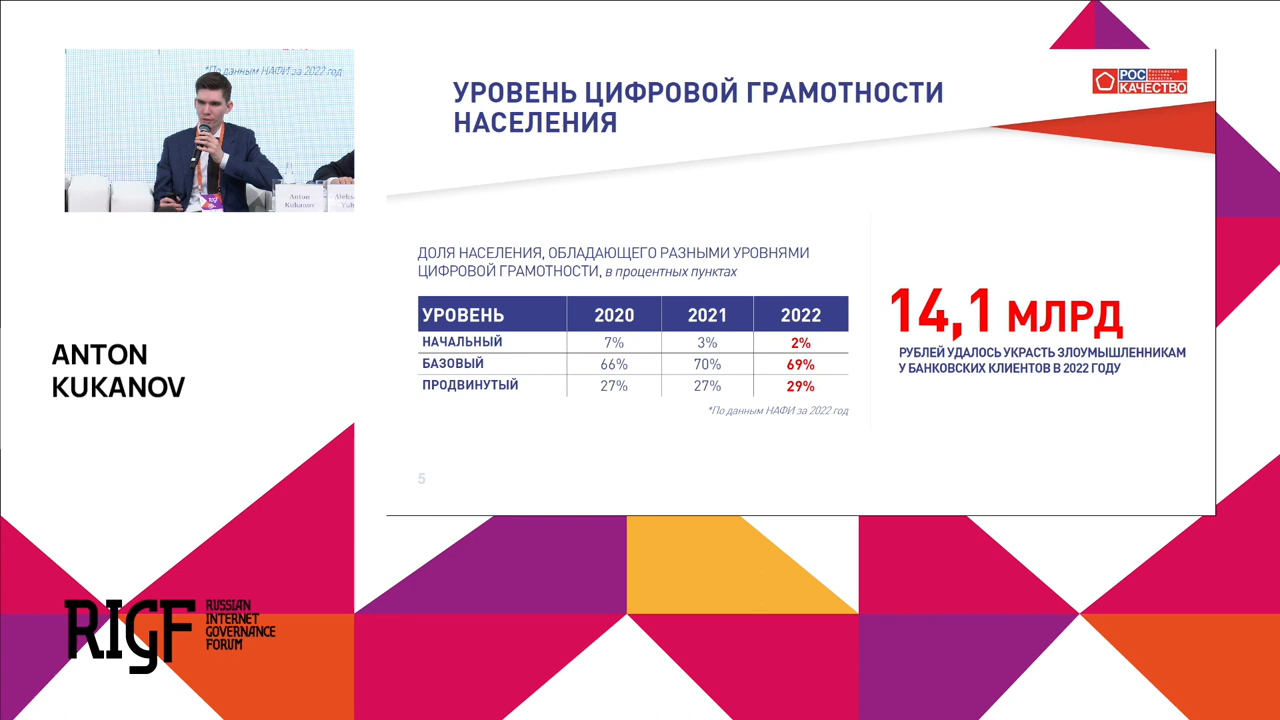 *По данным НАФИ за 2022 год
Anton
Kukanov
ANTON
KUKANOV
RIGF
RUSSIAN
INTERNET
GOVERNANCE
FORUM
УРОВЕНЬ ЦИФРОВОЙ ГРАМОТНОСТИ
НАСЕЛЕНИЯ
РОС
КАЧЕСТВО
Российская
система
качества
ДОЛЯ НАСЕЛЕНИЯ, ОБЛАДАЮЩЕГО РАЗНЫМИ УРОВНЯМИ
ЦИФРОВОЙ ГРАМОТНОСТИ, в процентных пунктах
УРОВЕНЬ 2020 2021 2022
НАЧАЛЬНЫЙ 7% 3% 2%
БАЗОВЫЙ 66% 70% 69%
ПРОДВИНУТЫЙ 27% 27% 29%
*По данным НАФИ за 2022 год
14,1 МЛРД
РУБЛЕЙ УДАЛОСЬ УКРАСТЬ ЗЛОУМЫШЛЕННИКАМ
У БАНКОВСКИХ КЛИЕНТОВ В 2022 ГОДУ
5